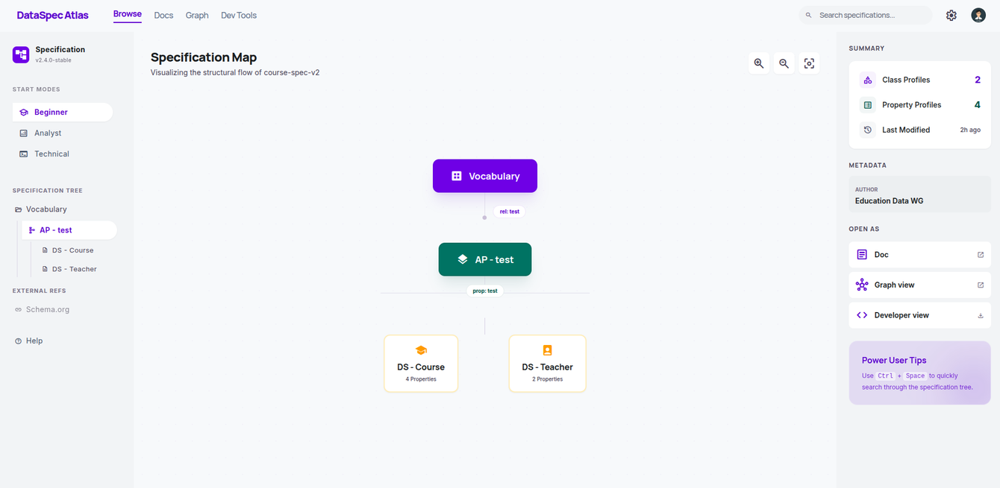 DataSpec Atlas
Browse
Docs
Graph
Dev Tools
Search specifications...
Specification
v2.4.0-stable
START MODES
Beginner
Analyst
Technical
SPECIFICATION TREE
Vocabulary
AP - test
DS - Course
DS - Teacher
EXTERNAL REFS
Schema.org
Help
Specification Map
Visualizing the structural flow of course-spec-v2
Vocabulary
rel: test
AP - test
prop: test
DS - Course
4 Properties
DS - Teacher
2 Properties
SUMMARY
Class Profiles 2
Property Profiles 4
Last Modified 2h ago
METADATA
AUTHOR
Education Data WG
OPEN AS
Doc
Graph view
Developer view
Power User Tips
Use Ctrl + Space to quickly
search through the specification tree.